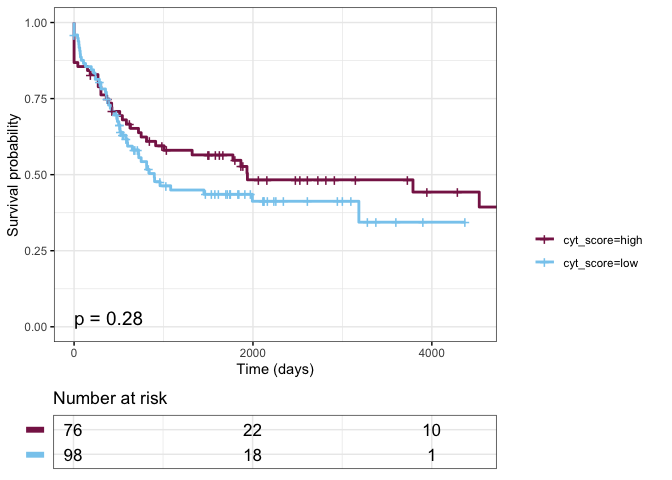 1.00
0.75
0.50
0.25
0.00
Survival probability
p = 0.28
0 2000 4000
Time (days)
cyt_score=high
cyt_score=low
Number at risk
76 22 10
98 18 1